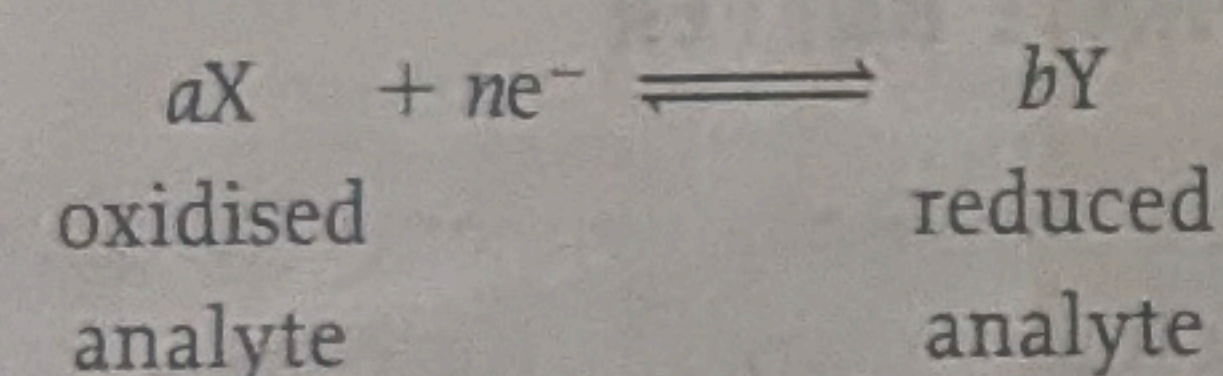 aX + ne⁻ ⇌ bY
oxidised reduced
analyte analyte